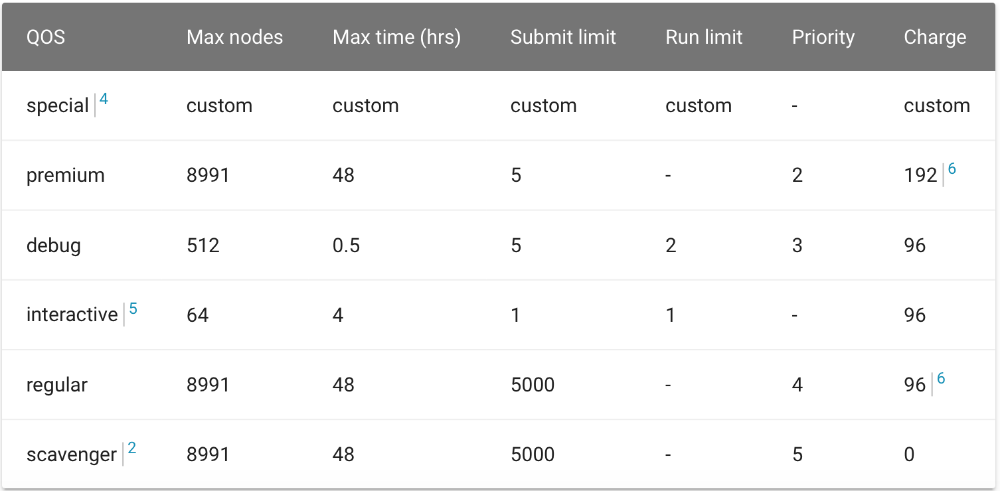 QOS Max nodes Max time (hrs) Submit limit Run limit Priority Charge
special 4 custom custom custom custom - custom
premium 8991 48 5 - 2 192 6
debug 512 0.5 5 2 3 96
interactive 5 64 4 1 1 - 96
regular 8991 48 5000 - 4 96 6
scavenger 2 8991 48 5000 - 5 0